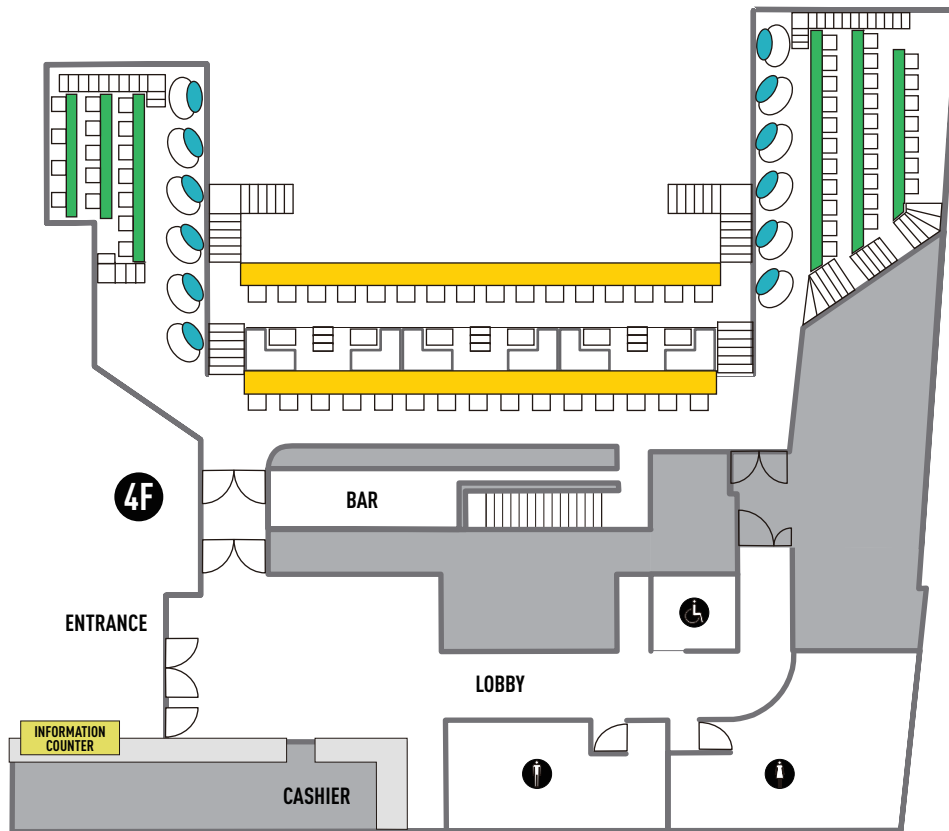 4F
BAR
ENTRANCE
LOBBY
INFORMATION
COUNTER
CASHIER